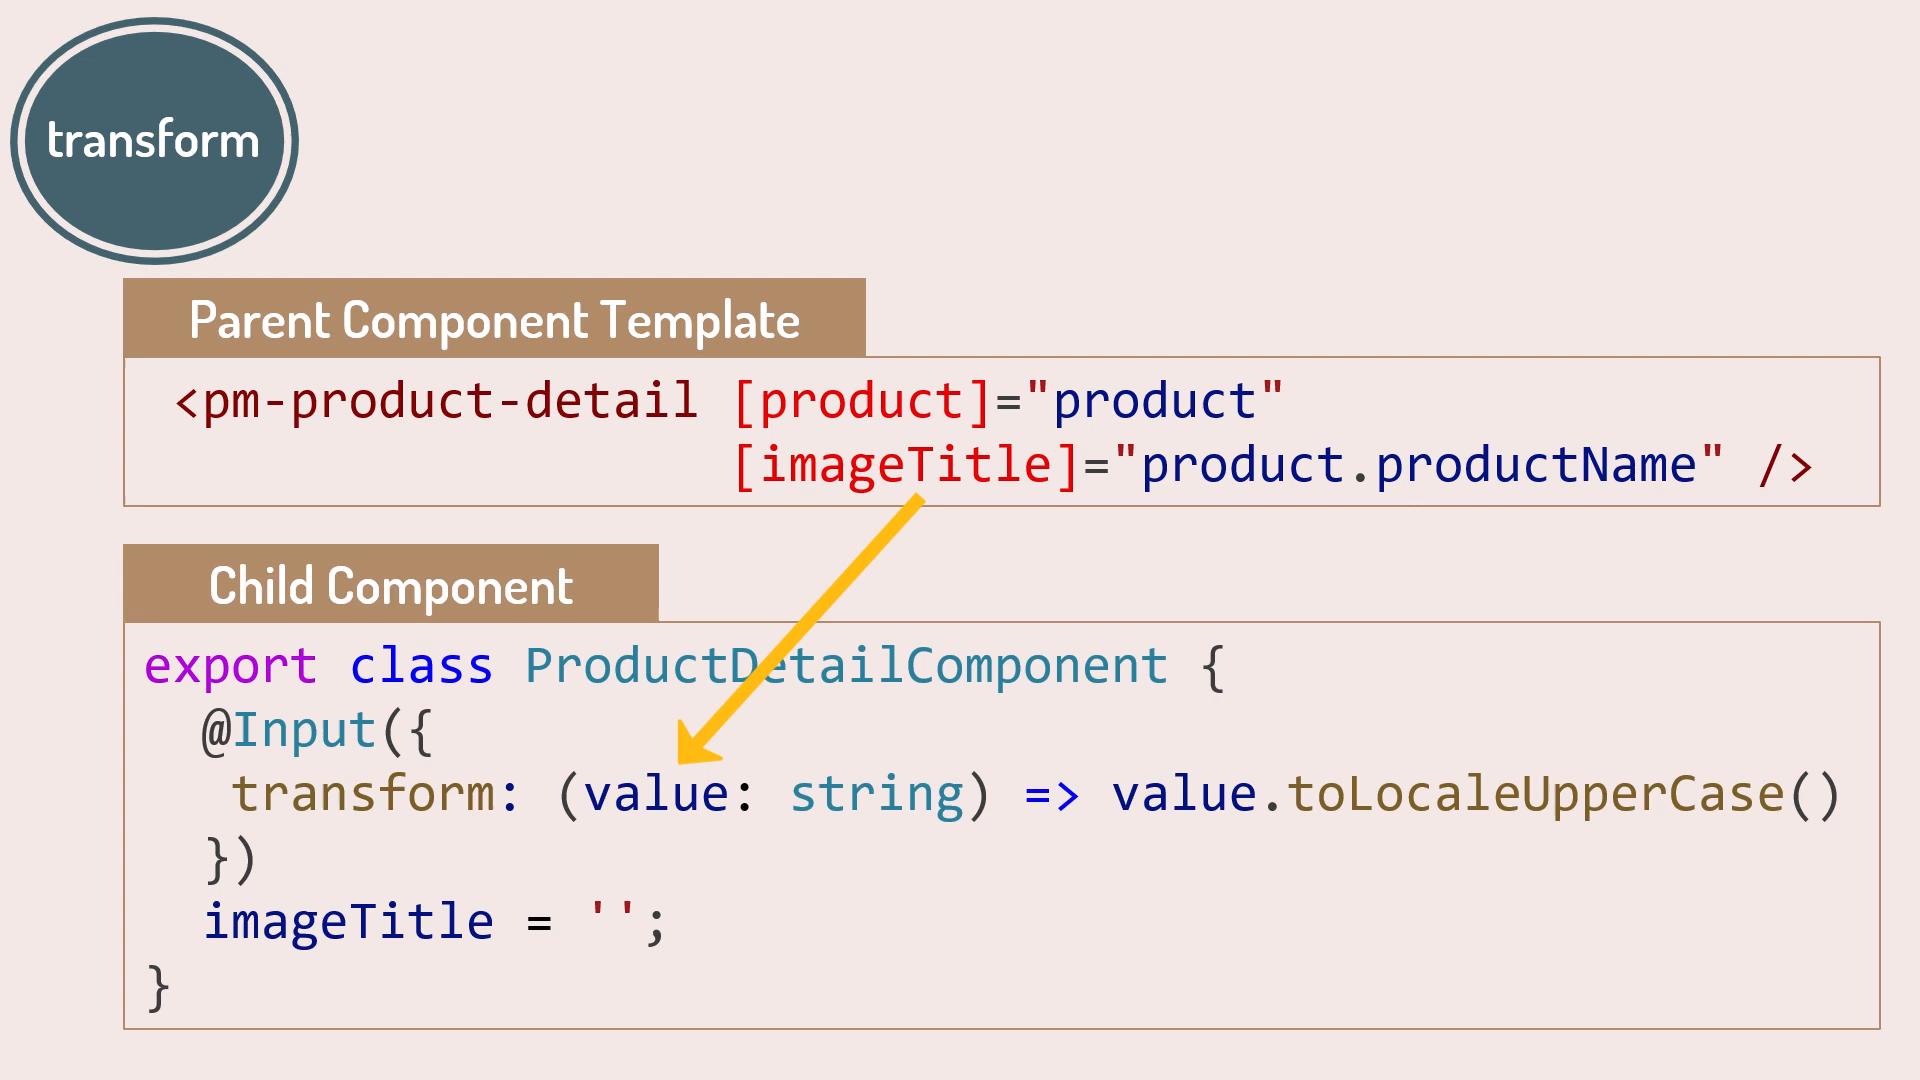 transform
Parent Component Template
<pm-product-detail [product]="product"
[imageTitle]="product.productName" />
Child Component
export class ProductDetailComponent {
@Input({
transform: (value: string) => value.toLocaleUpperCase()
})
imageTitle = '';
}